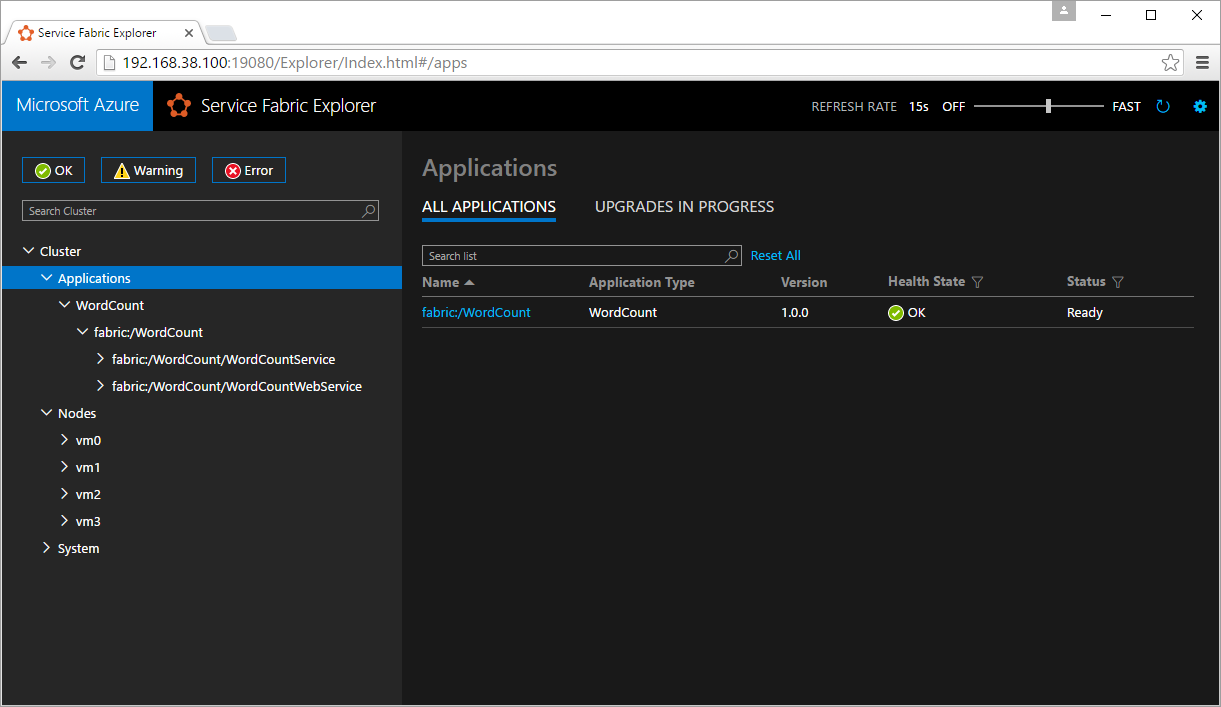 Service Fabric Explorer
192.168.38.100:19080/Explorer/Index.html#/apps
Microsoft Azure Service Fabric Explorer REFRESH RATE 15s OFF FAST
OK Warning Error
Search Cluster
Cluster
Applications
WordCount
fabric:/WordCount
fabric:/WordCount/WordCountService
fabric:/WordCount/WordCountWebService
Nodes
vm0
vm1
vm2
vm3
System
Applications
ALL APPLICATIONS UPGRADES IN PROGRESS
Search list Reset All
Name Application Type Version Health State Status
fabric:/WordCount WordCount 1.0.0 OK Ready